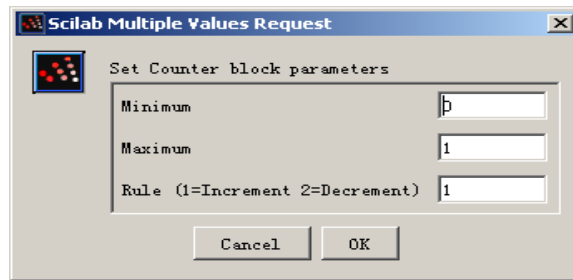 Scilab Multiple Values Request
Set Counter block parameters
Minimum 0
Maximum 1
Rule (1=Increment 2=Decrement) 1
Cancel OK